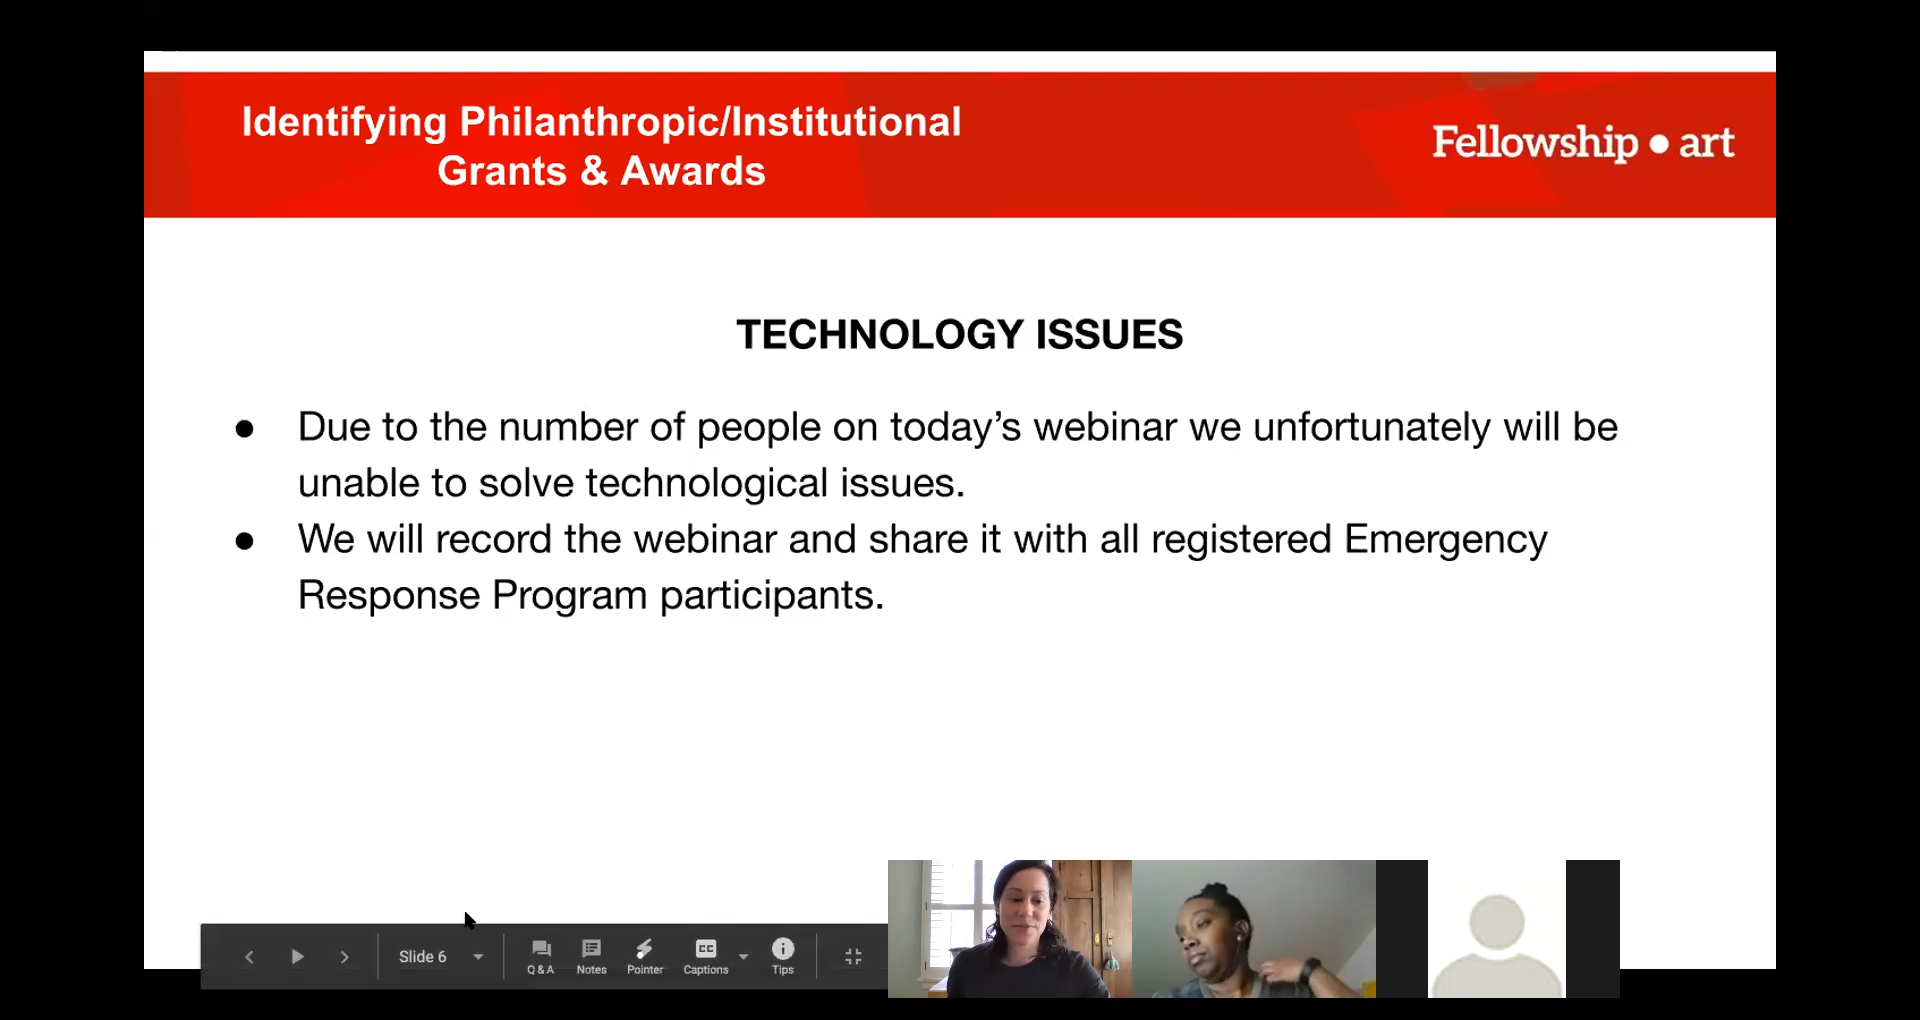 Identifying Philanthropic/Institutional
Grants & Awards
Fellowship ● art
TECHNOLOGY ISSUES
● Due to the number of people on today’s webinar we unfortunately will be
unable to solve technological issues.
● We will record the webinar and share it with all registered Emergency
Response Program participants.
Slide 6
Q & A
Notes
Pointer
CC
Captions
Tips